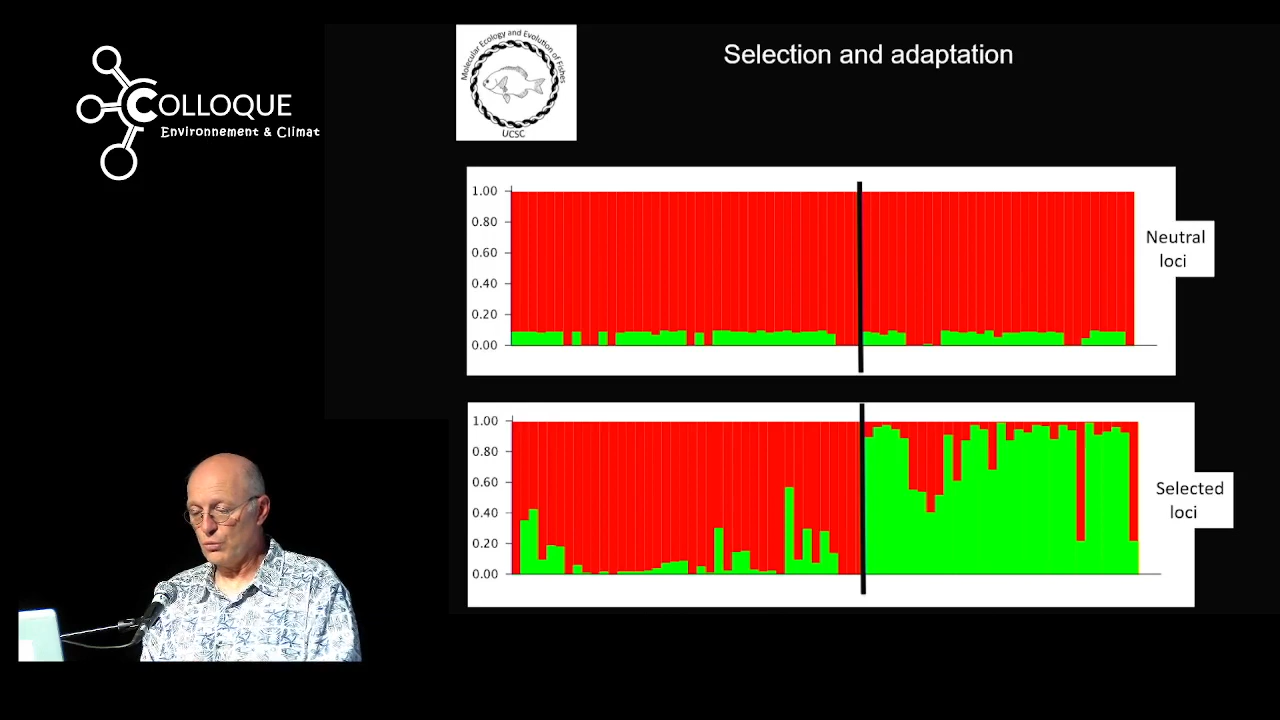 COLLOQUE
Environnement & Climat
Molecular Ecology and Evolution of Fishes
UCSC
Selection and adaptation
1.00
0.80
0.60
0.40
0.20
0.00
Neutral
loci
1.00
0.80
0.60
0.40
0.20
0.00
Selected
loci